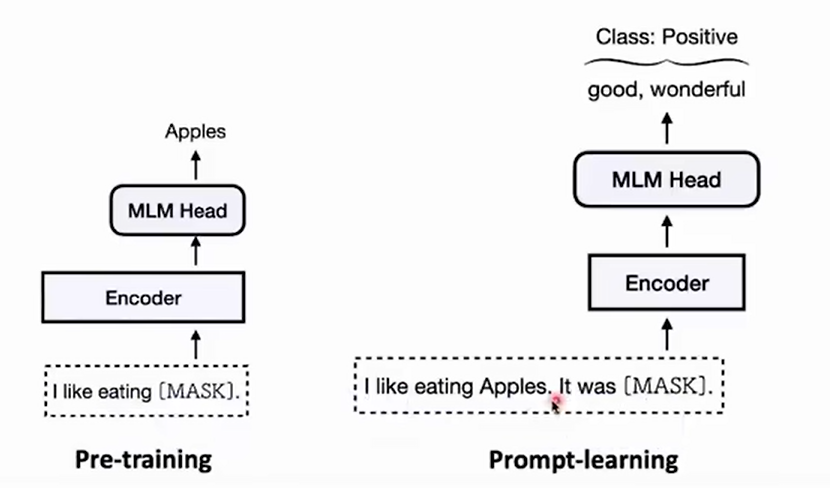 Apples
MLM Head
Encoder
I like eating [MASK].
Pre-training
Class: Positive
good, wonderful
MLM Head
Encoder
I like eating Apples. It was [MASK].
Prompt-learning